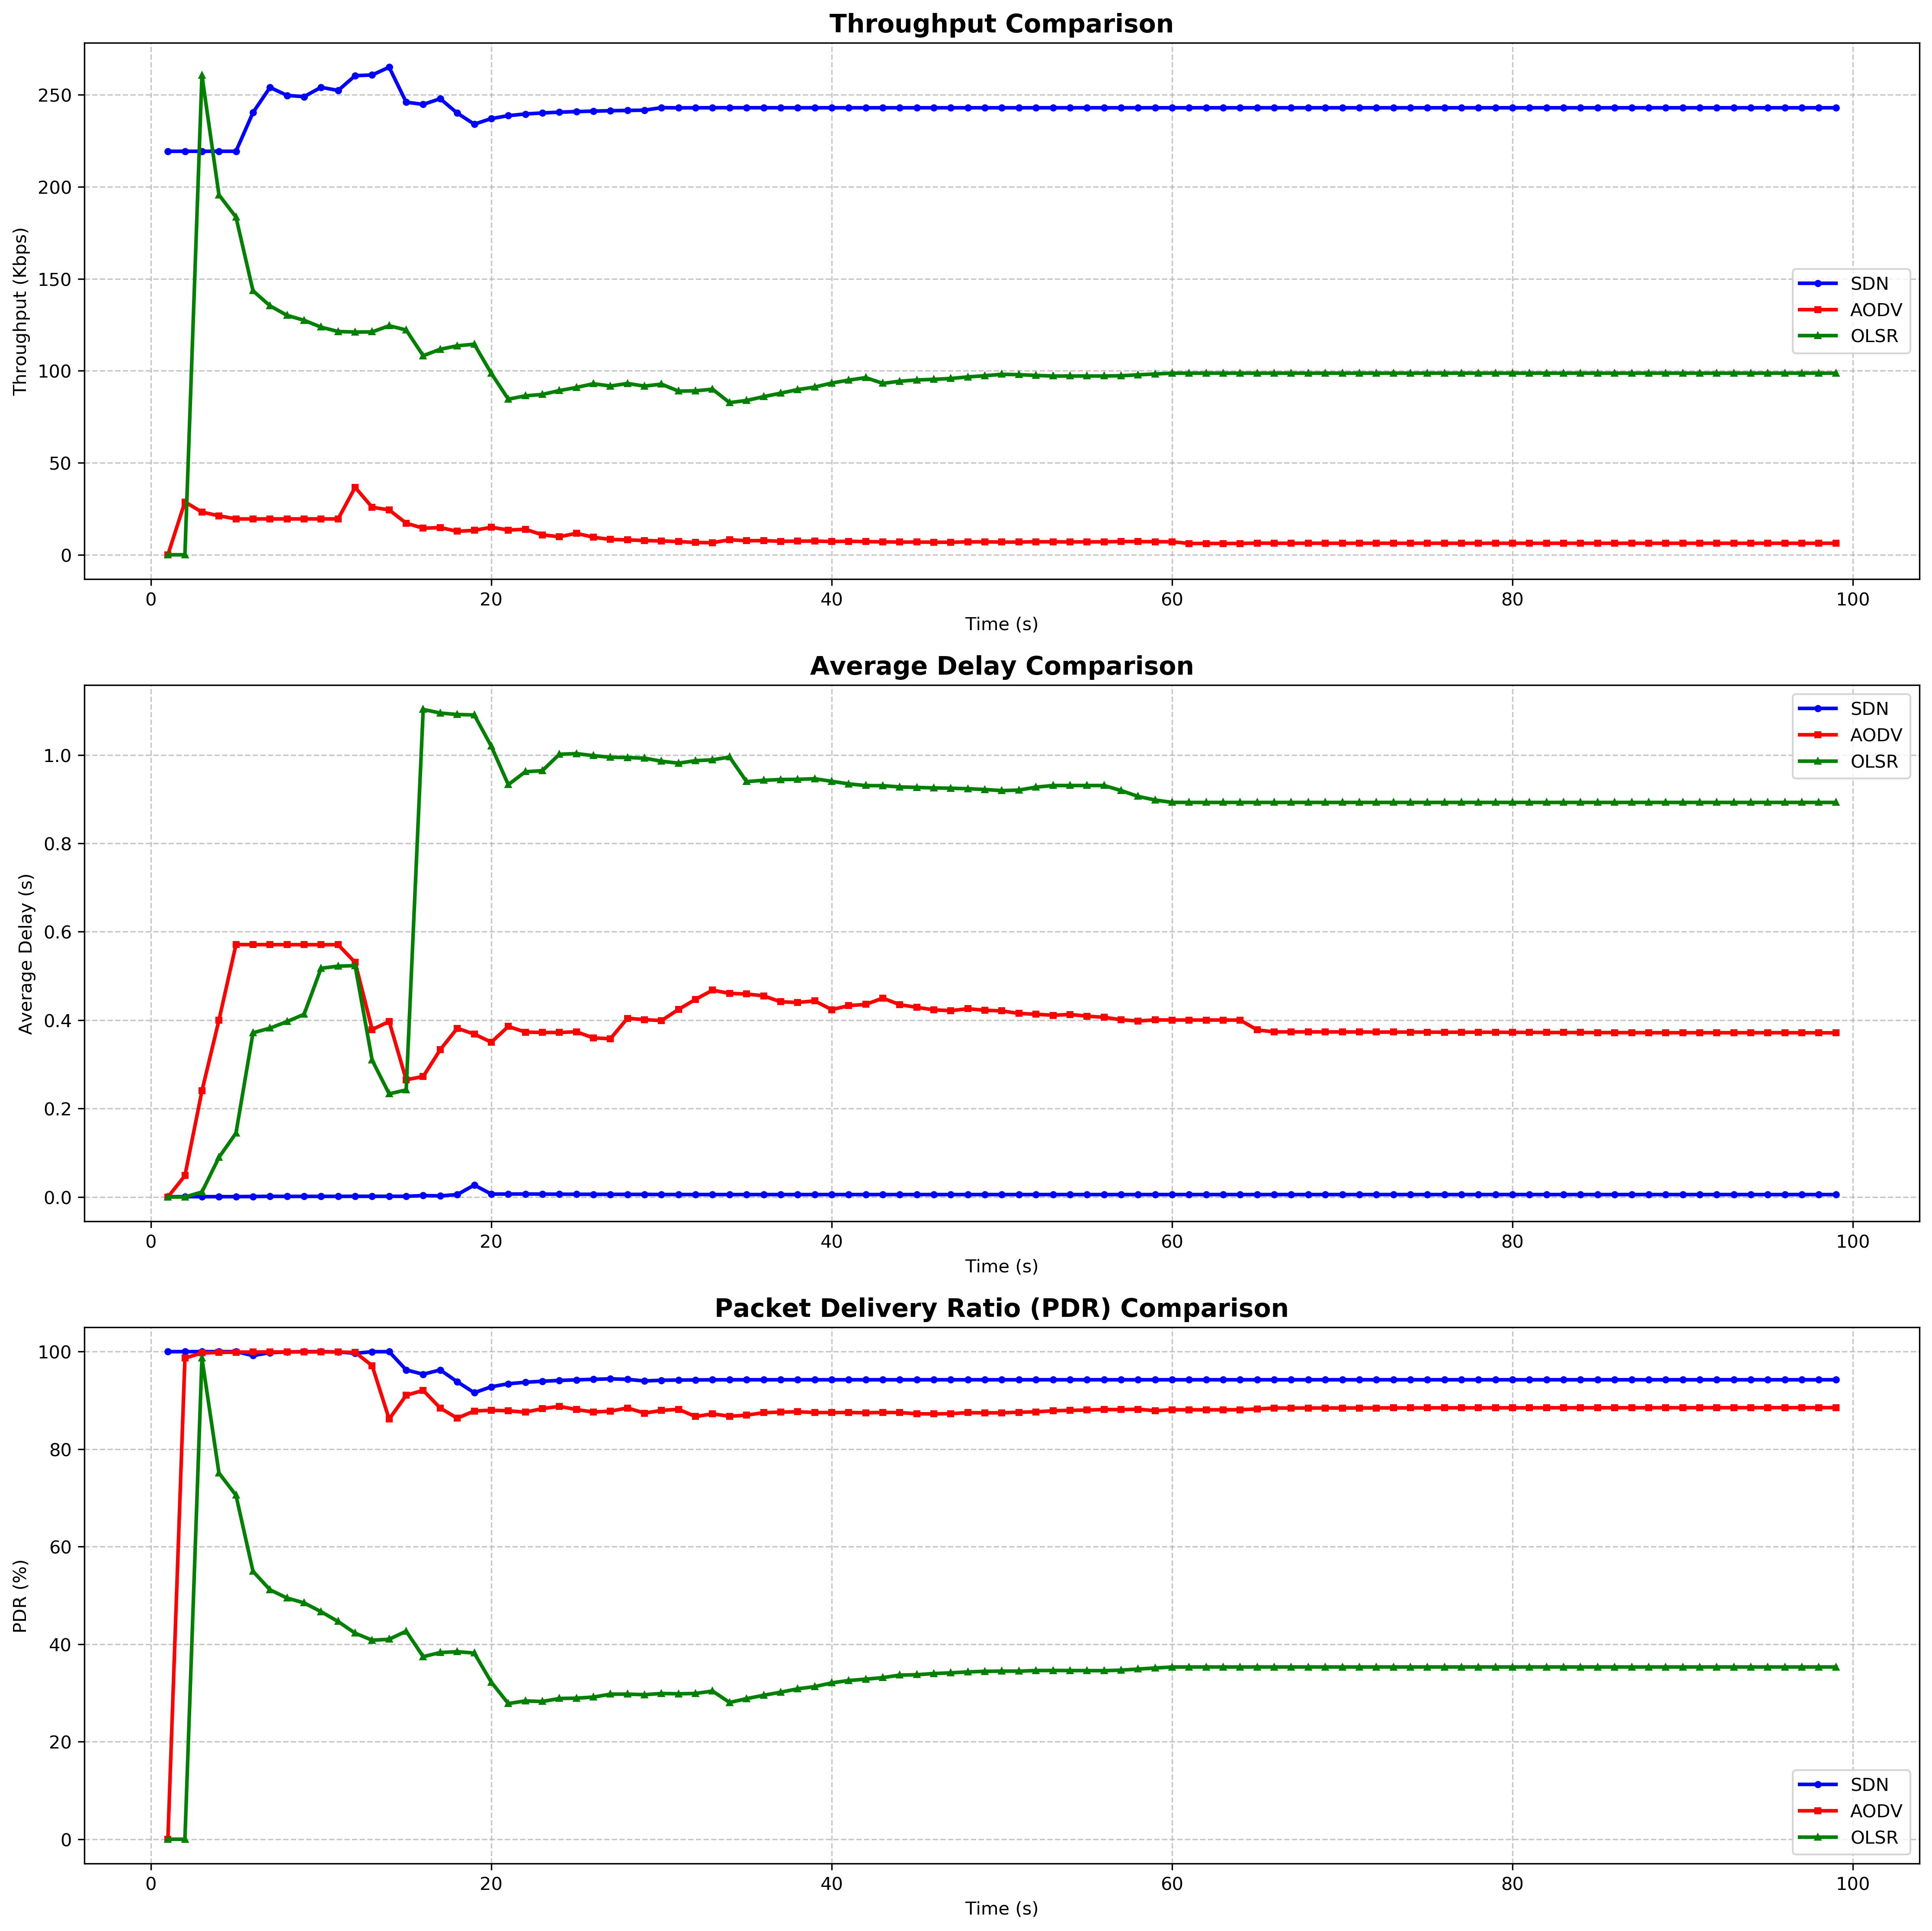 Throughput Comparison
250
200
150
100
50
0
Throughput (Kbps)
SDN
AODV
OLSR
0 20 40 60 80 100
Time (s)
Average Delay Comparison
1.0
0.8
0.6
0.4
0.2
0.0
Average Delay (s)
SDN
AODV
OLSR
0 20 40 60 80 100
Time (s)
Packet Delivery Ratio (PDR) Comparison
100
80
60
40
20
0
PDR (%)
SDN
AODV
OLSR
0 20 40 60 80 100
Time (s)